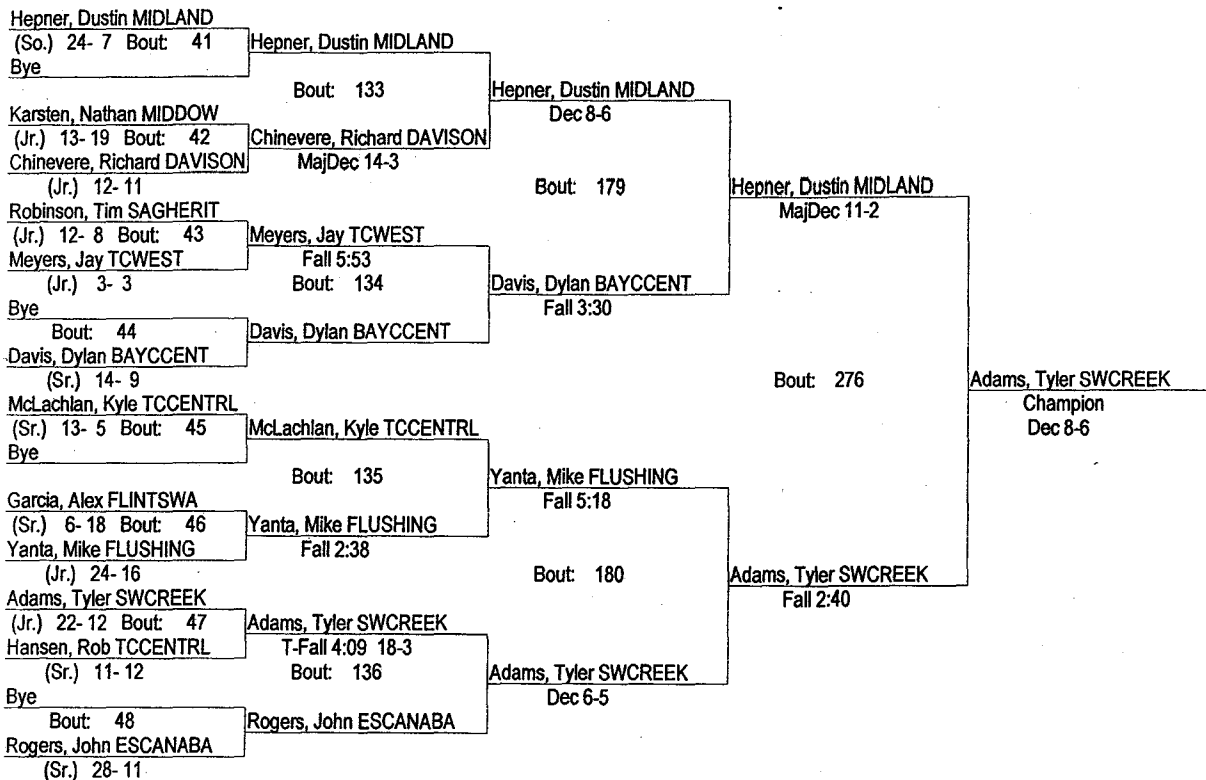 Hepner, Dustin MIDLAND
(So.) 24- 7 Bout: 41
Bye
Hepner, Dustin MIDLAND
Bout: 133
Karsten, Nathan MIDDOW
(Jr.) 13- 19 Bout: 42
Chinevere, Richard DAVISON
(Jr.) 12- 11
Chinevere, Richard DAVISON
MajDec 14-3
Hepner, Dustin MIDLAND
Dec 8-6
Bout: 179
Robinson, Tim SAGHERIT
(Jr.) 12- 8 Bout: 43
Meyers, Jay TCWEST
(Jr.) 3- 3
Meyers, Jay TCWEST
Fall 5:53
Bout: 134
Bye
Bout: 44
Davis, Dylan BAYCCENT
(Sr.) 14- 9
Davis, Dylan BAYCCENT
Davis, Dylan BAYCCENT
Fall 3:30
Hepner, Dustin MIDLAND
MajDec 11-2
Bout: 276
McLachlan, Kyle TCCENTRL
(Sr.) 13- 5 Bout: 45
Bye
McLachlan, Kyle TCCENTRL
Bout: 135
Garcia, Alex FLINTSWA
(Sr.) 6- 18 Bout: 46
Yanta, Mike FLUSHING
(Jr.) 24- 16
Yanta, Mike FLUSHING
Fall 2:38
Yanta, Mike FLUSHING
Fall 5:18
Bout: 180
Adams, Tyler SWCREEK
(Jr.) 22- 12 Bout: 47
Hansen, Rob TCCENTRL
(Sr.) 11- 12
Adams, Tyler SWCREEK
T-Fall 4:09 18-3
Bout: 136
Bye
Bout: 48
Rogers, John ESCANABA
(Sr.) 28- 11
Rogers, John ESCANABA
Adams, Tyler SWCREEK
Dec 6-5
Adams, Tyler SWCREEK
Fall 2:40
Adams, Tyler SWCREEK
Champion
Dec 8-6